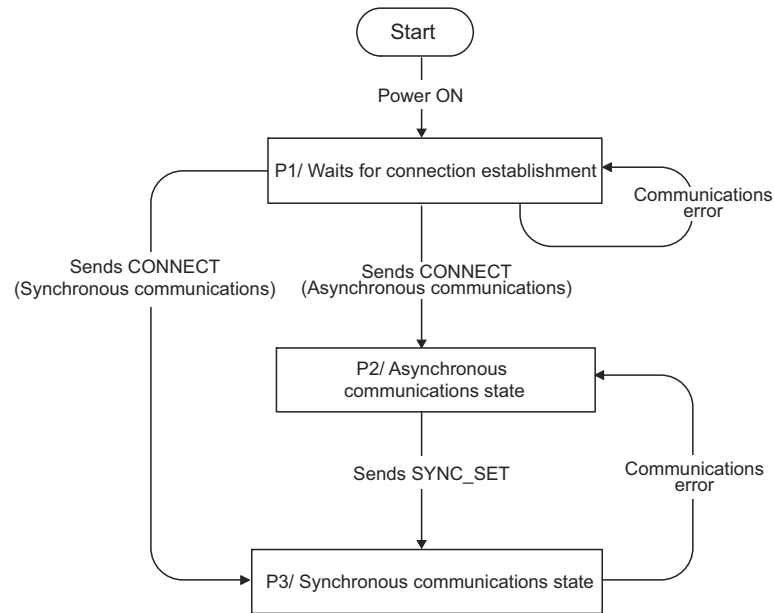 Start
Power ON
P1/ Waits for connection establishment
Communications
error
Sends CONNECT
(Synchronous communications)
Sends CONNECT
(Asynchronous communications)
P2/ Asynchronous
communications state
Sends SYNC_SET
Communications
error
P3/ Synchronous communications state